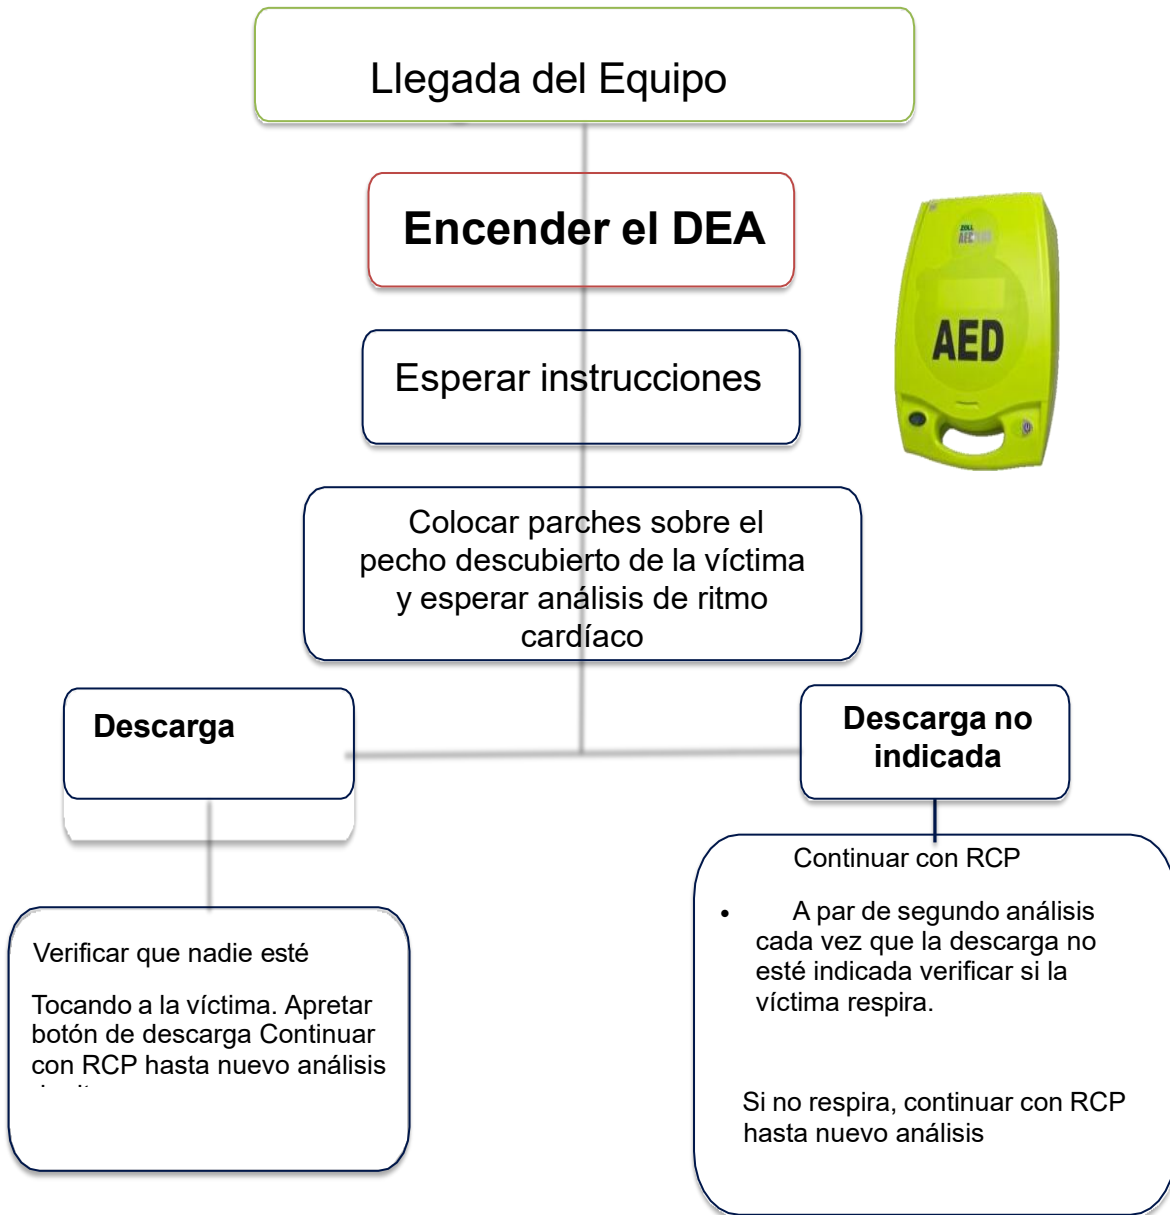 Llegada del Equipo
Encender el DEA
ZOLL
AED
Esperar instrucciones
Colocar parches sobre el
pecho descubierto de la víctima
y esperar análisis de ritmo
cardíaco
Descarga
Descarga no
indicada
Verificar que nadie esté
Tocando a la víctima. Apretar
botón de descarga Continuar
con RCP hasta nuevo análisis
Continuar con RCP
• A par de segundo análisis
cada vez que la descarga no
esté indicada verificar si la
víctima respira.
Si no respira, continuar con RCP
hasta nuevo análisis